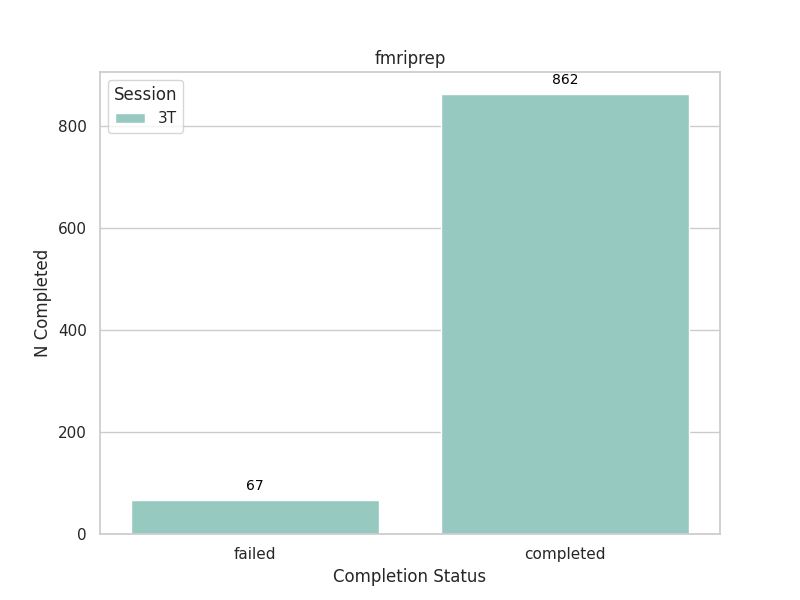 fmriprep
862
Session
3T
800
600
400
200
0
N Completed
67
failed
completed
Completion Status